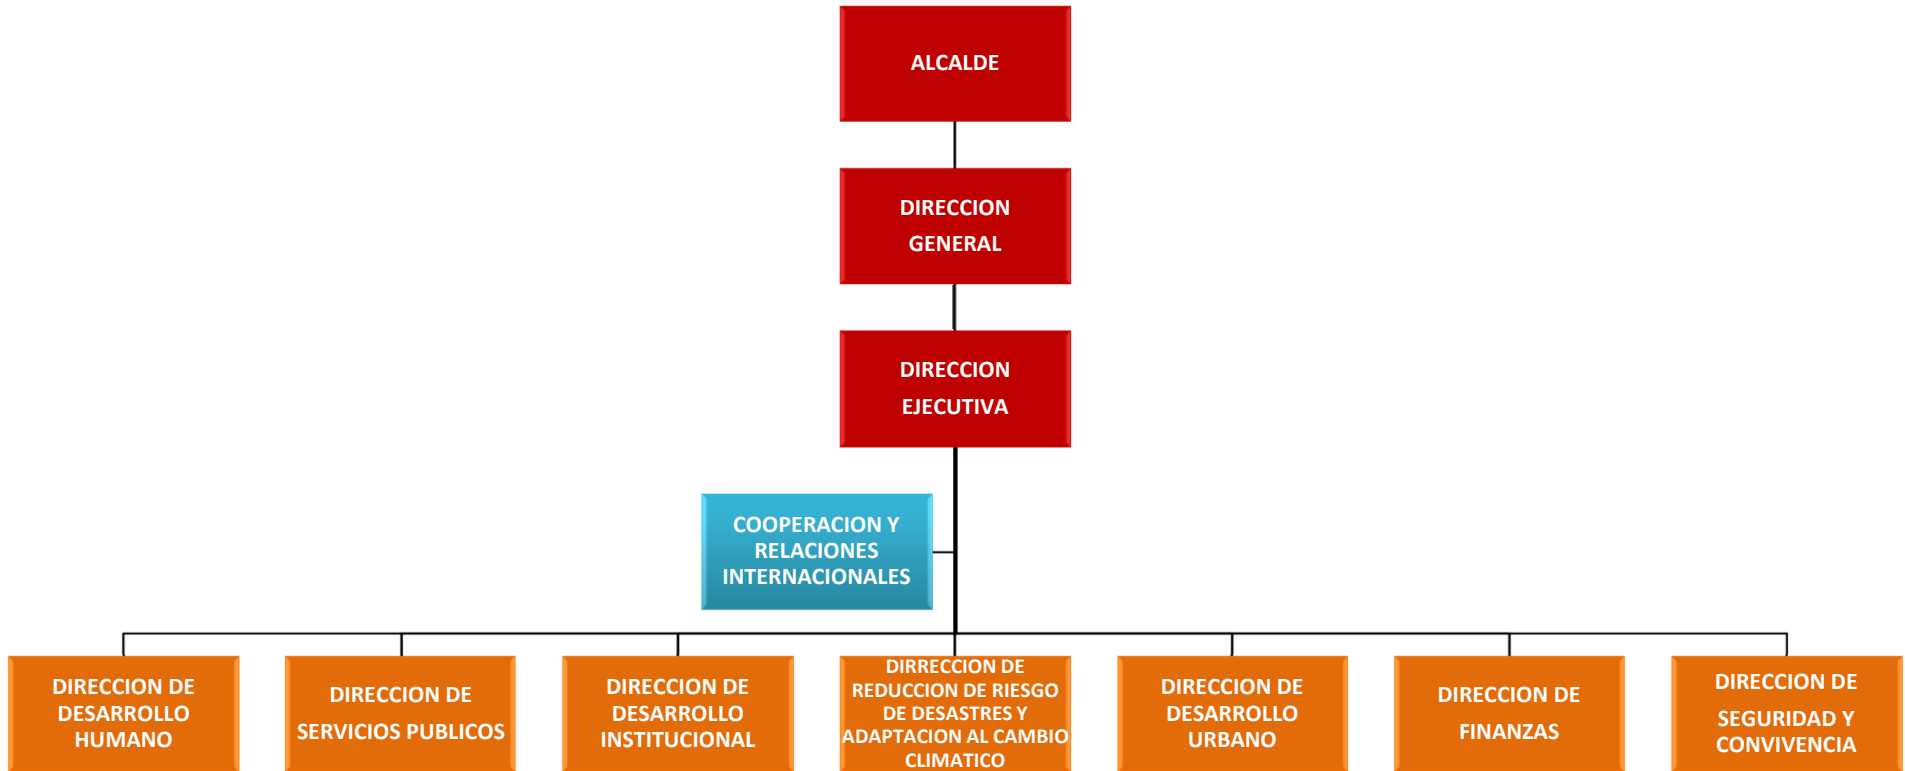 ALCALDE
DIRECCION
GENERAL
DIRECCION
EJECUTIVA
COOPERACION Y
RELACIONES
INTERNACIONALES
DIRECCION DE
DESARROLLO
HUMANO
DIRECCION DE
SERVICIOS PUBLICOS
DIRECCION DE
DESARROLLO
INSTITUCIONAL
DIRRECCION DE
REDUCCION DE RIESGO
DE DESASTRES Y
ADAPTACION AL CAMBIO
CLIMATICO
DIRECCION DE
DESARROLLO
URBANO
DIRECCION DE
FINANZAS
DIRECCION DE
SEGURIDAD Y
CONVIVENCIA